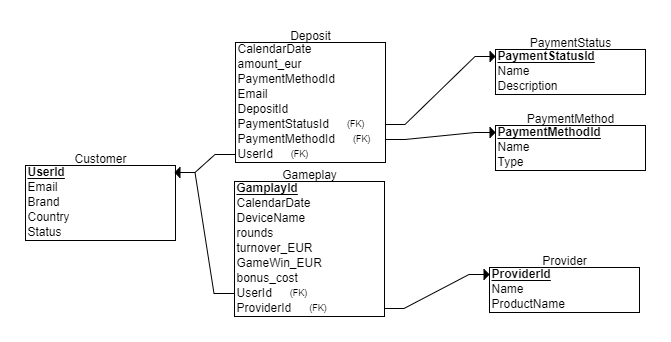 Deposit
CalendarDate
amount_eur
PaymentMethodId
Email
DepositId
PaymentStatusId (FK)
PaymentMethodId (FK)
UserId (FK)
PaymentStatus
PaymentStatusId
Name
Description
PaymentMethod
PaymentMethodId
Name
Type
Customer
UserId
Email
Brand
Country
Status
Gameplay
GamplayId
CalendarDate
DeviceName
rounds
turnover_EUR
GameWin_EUR
bonus_cost
UserId (FK)
ProviderId (FK)
Provider
ProviderId
Name
ProductName